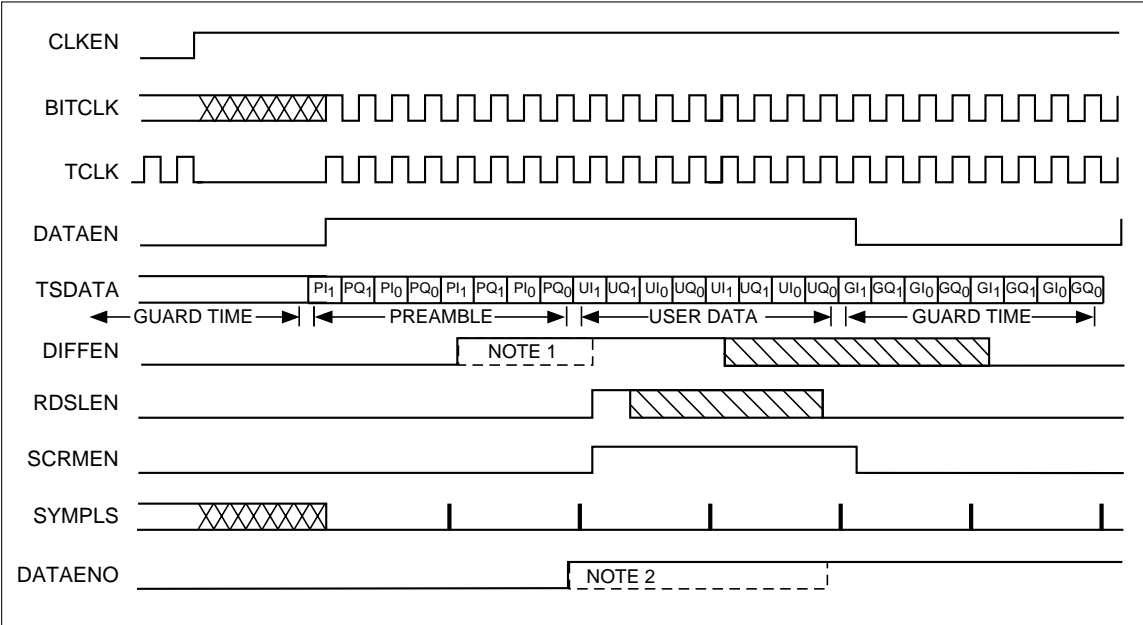 CLKEN
BITCLK
TCLK
DATAEN
TSDATA PI1 PQ1 PI0 PQ0 PI1 PQ1 PI0 PQ0 UI1 UQ1 UI0 UQ0 UI1 UQ1 UI0 UQ0 GI1 GQ1 GI0 GQ0 GI1 GQ1 GI0 GQ0
GUARD TIME PREAMBLE USER DATA GUARD TIME
DIFFEN NOTE 1
RDSLEN
SCRMEN
SYMPLS
DATAENO NOTE 2